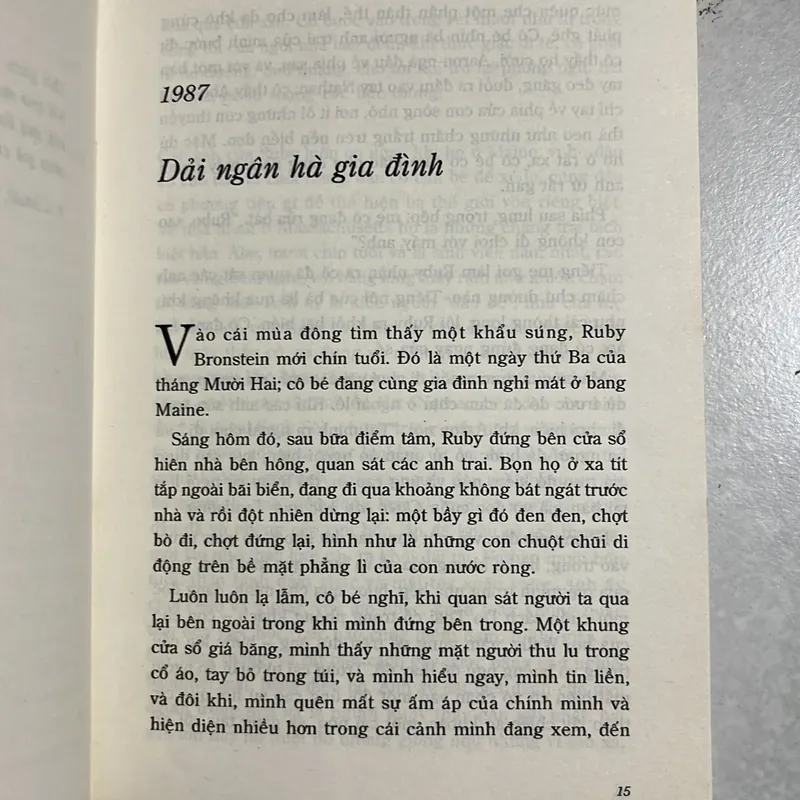 1987
Dải ngân hà gia đình
Vào cái mùa đông tìm thấy một khẩu súng, Ruby
Bronstein mới chín tuổi. Đó là một ngày thứ Ba của
tháng Mười Hai; cô bé đang cùng gia đình nghỉ mát ở bang
Maine.
Sáng hôm đó, sau bữa điểm tâm, Ruby đứng bên cửa sổ
hiên nhà bên hông, quan sát các anh trai. Bọn họ ở xa tít
tắp ngoài bãi biển, đang đi qua khoảng không bát ngát trước
nhà và rồi đột nhiên dừng lại: một bầy gì đó đen đen, chợt
bò đi, chợt đứng lại, hình như là những con chuột chũi di
động trên bề mặt phẳng lì của con nước ròng.
Luôn luôn lạ lẫm, cô bé nghĩ, khi quan sát người ta qua
lại bên ngoài trong khi mình đứng bên trong. Một khung
cửa sổ giá băng, mình thấy những mặt người thu lu trong
cổ áo, tay bỏ trong túi, và mình hiểu ngay, mình tin liền,
và đôi khi, mình quên mất sự ấm áp của chính mình và
hiện diện nhiều hơn trong cái cảnh mình đang xem, đến
15